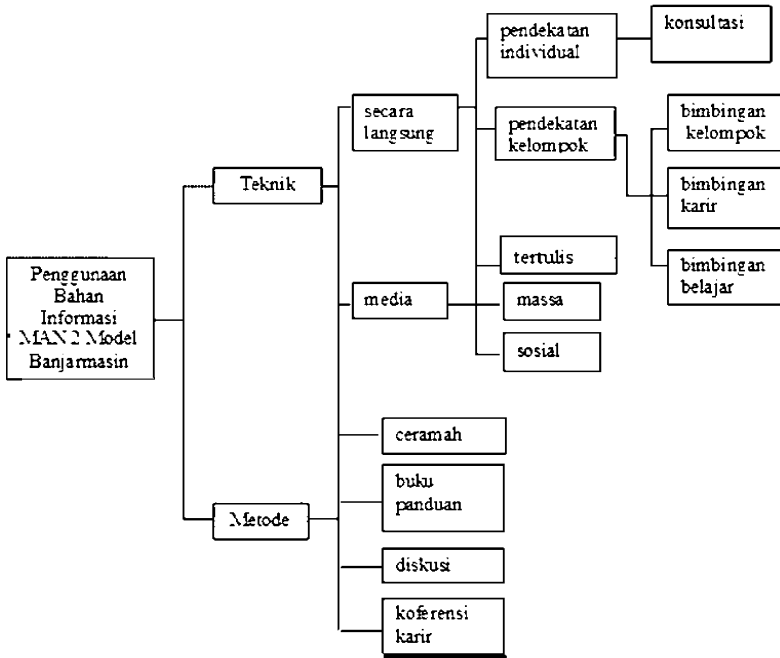 Penggunaan
Bahan
Informasi
MAN 2 Model
Banjarmasin
Teknik
secara
langsung
pendekatan
individual
konsultasi
pendekatan
kelompok
bimbingan
kelompok
bimbingan
karir
bimbingan
belajar
media
tertulis
massa
sosial
Metode
ceramah
buku
panduan
diskusi
koferensi
karir